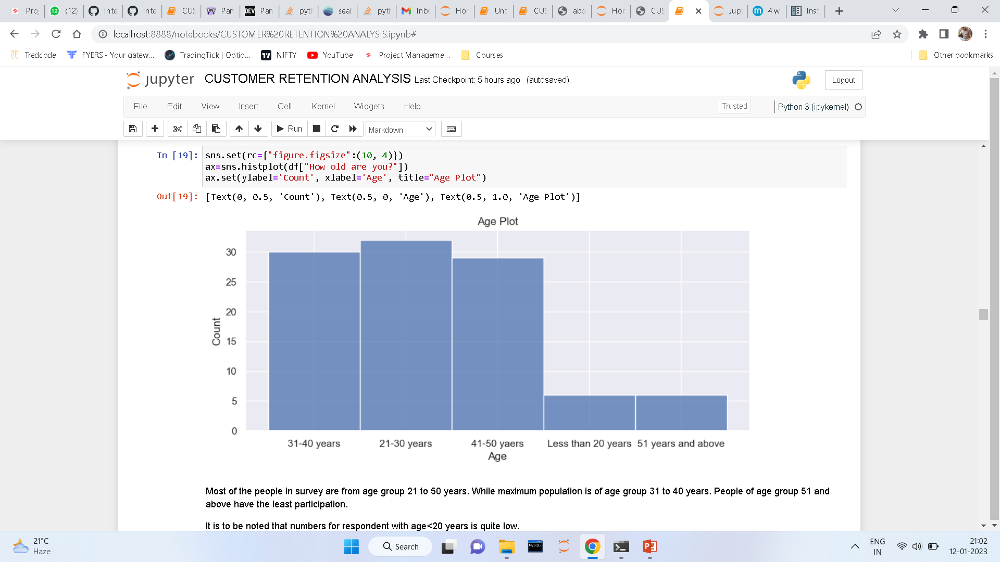 Proj (12) Inte Inte CUS Pan DEV Pan pyth seab pyth Inbo Hor Unti CUS abo Hor CUS Jup 4 w Inst
localhost:8888/notebooks/CUSTOMER%20RETENTION%20ANALYSIS.ipynb#
Tredcode FYERS - Your gatew... TradingTick | Optio... NIFTY YouTube Project Manageme... Courses Other bookmarks
jupyter CUSTOMER RETENTION ANALYSIS Last Checkpoint: 5 hours ago (autosaved) Logout
File Edit View Insert Cell Kernel Widgets Help Trusted Python 3 (ipykernel)
Run Markdown
In [19]: sns.set(rc={"figure.figsize":(10, 4)})
ax=sns.histplot(df["How old are you?"])
ax.set(ylabel='Count', xlabel='Age', title="Age Plot")
Out[19]: [Text(0, 0.5, 'Count'), Text(0.5, 0, 'Age'), Text(0.5, 1.0, 'Age Plot')]
Age Plot
30
25
20
Count
15
10
5
0
31-40 years 21-30 years 41-50 yaers Less than 20 years 51 years and above
Age
Most of the people in survey are from age group 21 to 50 years. While maximum population is of age group 31 to 40 years. People of age group 51 and
above have the least participation.
It is to be noted that numbers for respondent with age<20 years is quite low.
21°C
Haze
Search
MySQL
ENG
IN
21:02
12-01-2023